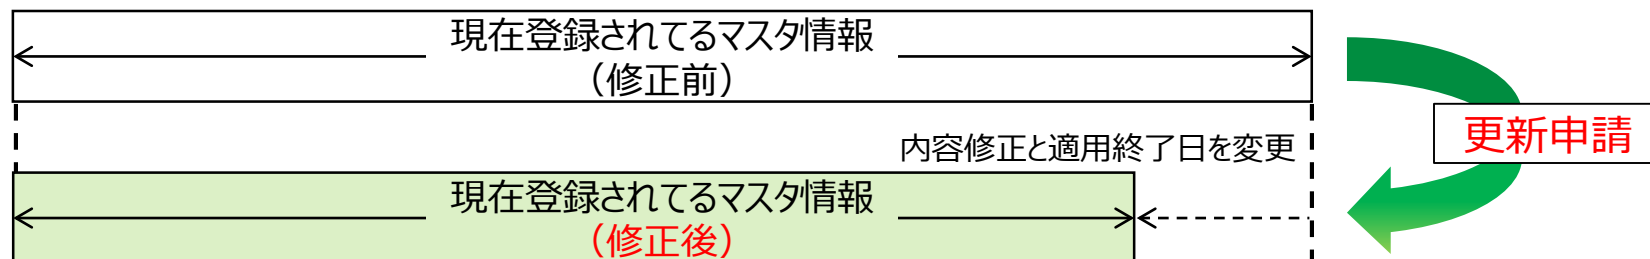 現在登録されてるマスタ情報
（修正前）
更新申請
内容修正と適用終了日を変更
現在登録されてるマスタ情報
（修正後）